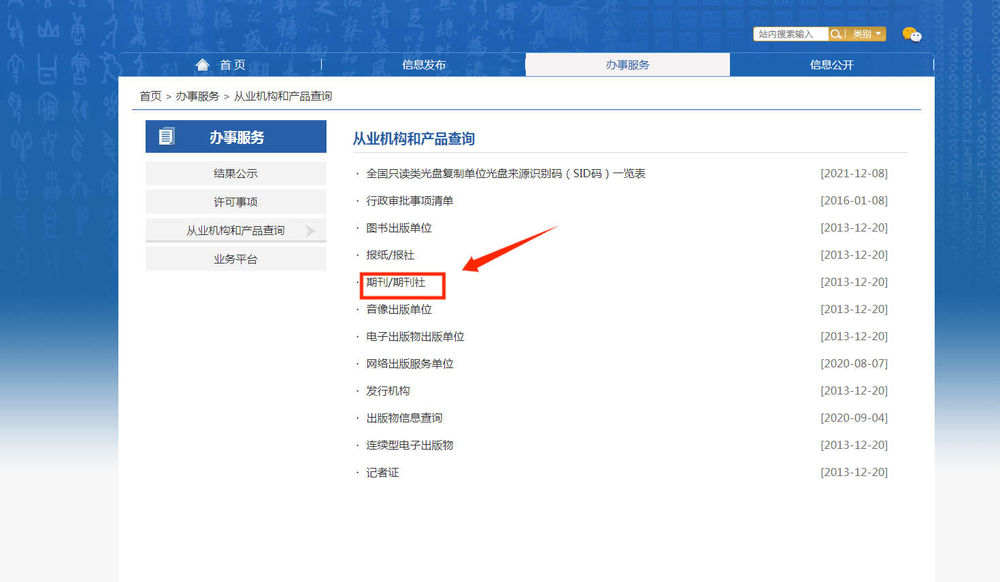 站内搜索输入 类别
首页 信息发布 办事服务 信息公开
首页 > 办事服务 > 从业机构和产品查询
办事服务
结果公示
许可事项
从业机构和产品查询
业务平台
从业机构和产品查询
· 全国只读类光盘复制单位光盘来源识别码（SID码）一览表 [2021-12-08]
· 行政审批事项清单 [2016-01-08]
· 图书出版单位 [2013-12-20]
· 报纸/报社 [2013-12-20]
· 期刊/期刊社 [2013-12-20]
· 音像出版单位 [2013-12-20]
· 电子出版物出版单位 [2013-12-20]
· 网络出版服务单位 [2020-08-07]
· 发行机构 [2013-12-20]
· 出版物信息查询 [2020-09-04]
· 连续型电子出版物 [2013-12-20]
· 记者证 [2013-12-20]